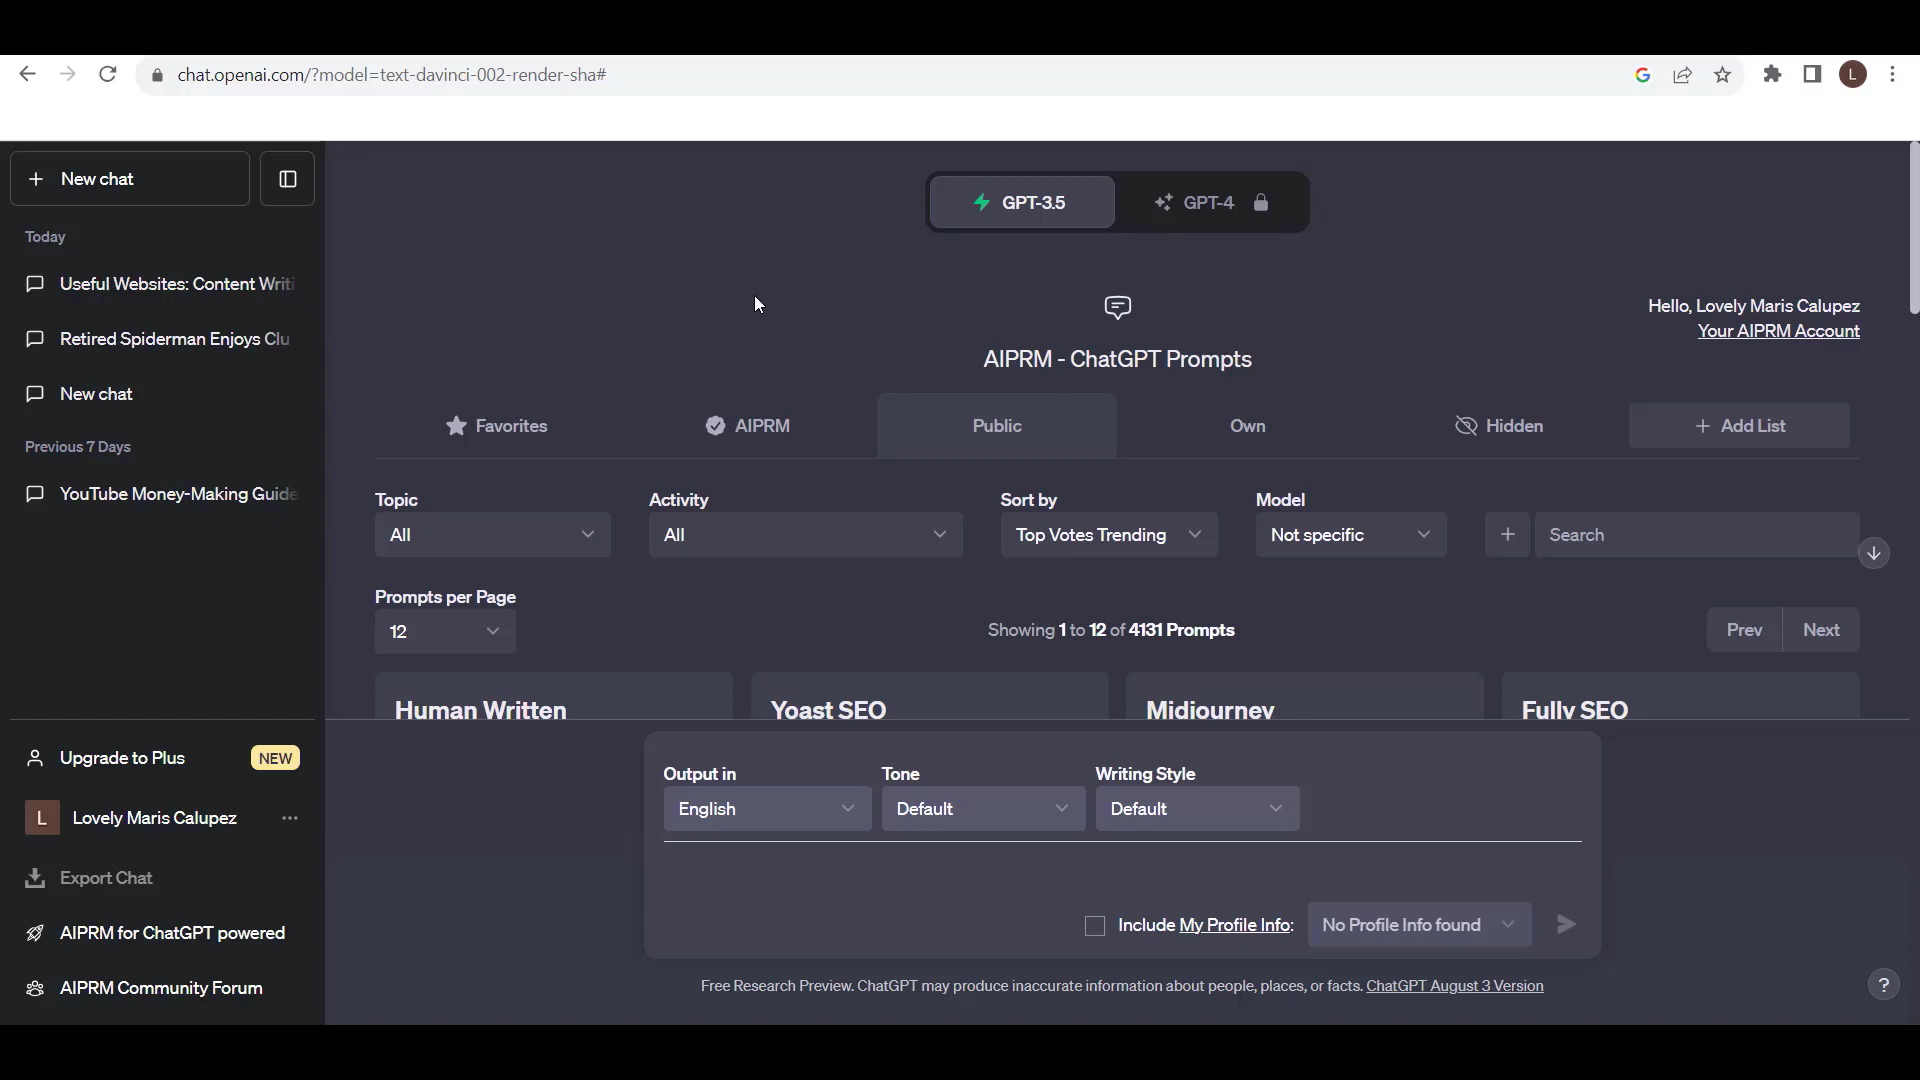 chat.openai.com/?model=text-davinci-002-render-sha#
L
New chat
Today
Useful Websites: Content Writi
Retired Spiderman Enjoys Clu
New chat
Previous 7 Days
YouTube Money-Making Guide
Upgrade to Plus NEW
L Lovely Maris Calupez
Export Chat
AIPRM for ChatGPT powered
AIPRM Community Forum
GPT-3.5 GPT-4
Hello, Lovely Maris Calupez
Your AIPRM Account
AIPRM - ChatGPT Prompts
Favorites AIPRM Public Own Hidden + Add List
Topic Activity Sort by Model
All All Top Votes Trending Not specific + Search
Prompts per Page
12 Showing 1 to 12 of 4131 Prompts Prev Next
Human Written Yoast SEO Midjourney Fully SEO
Output in Tone Writing Style
English Default Default
Include My Profile Info: No Profile Info found
Free Research Preview. ChatGPT may produce inaccurate information about people, places, or facts. ChatGPT August 3 Version
?